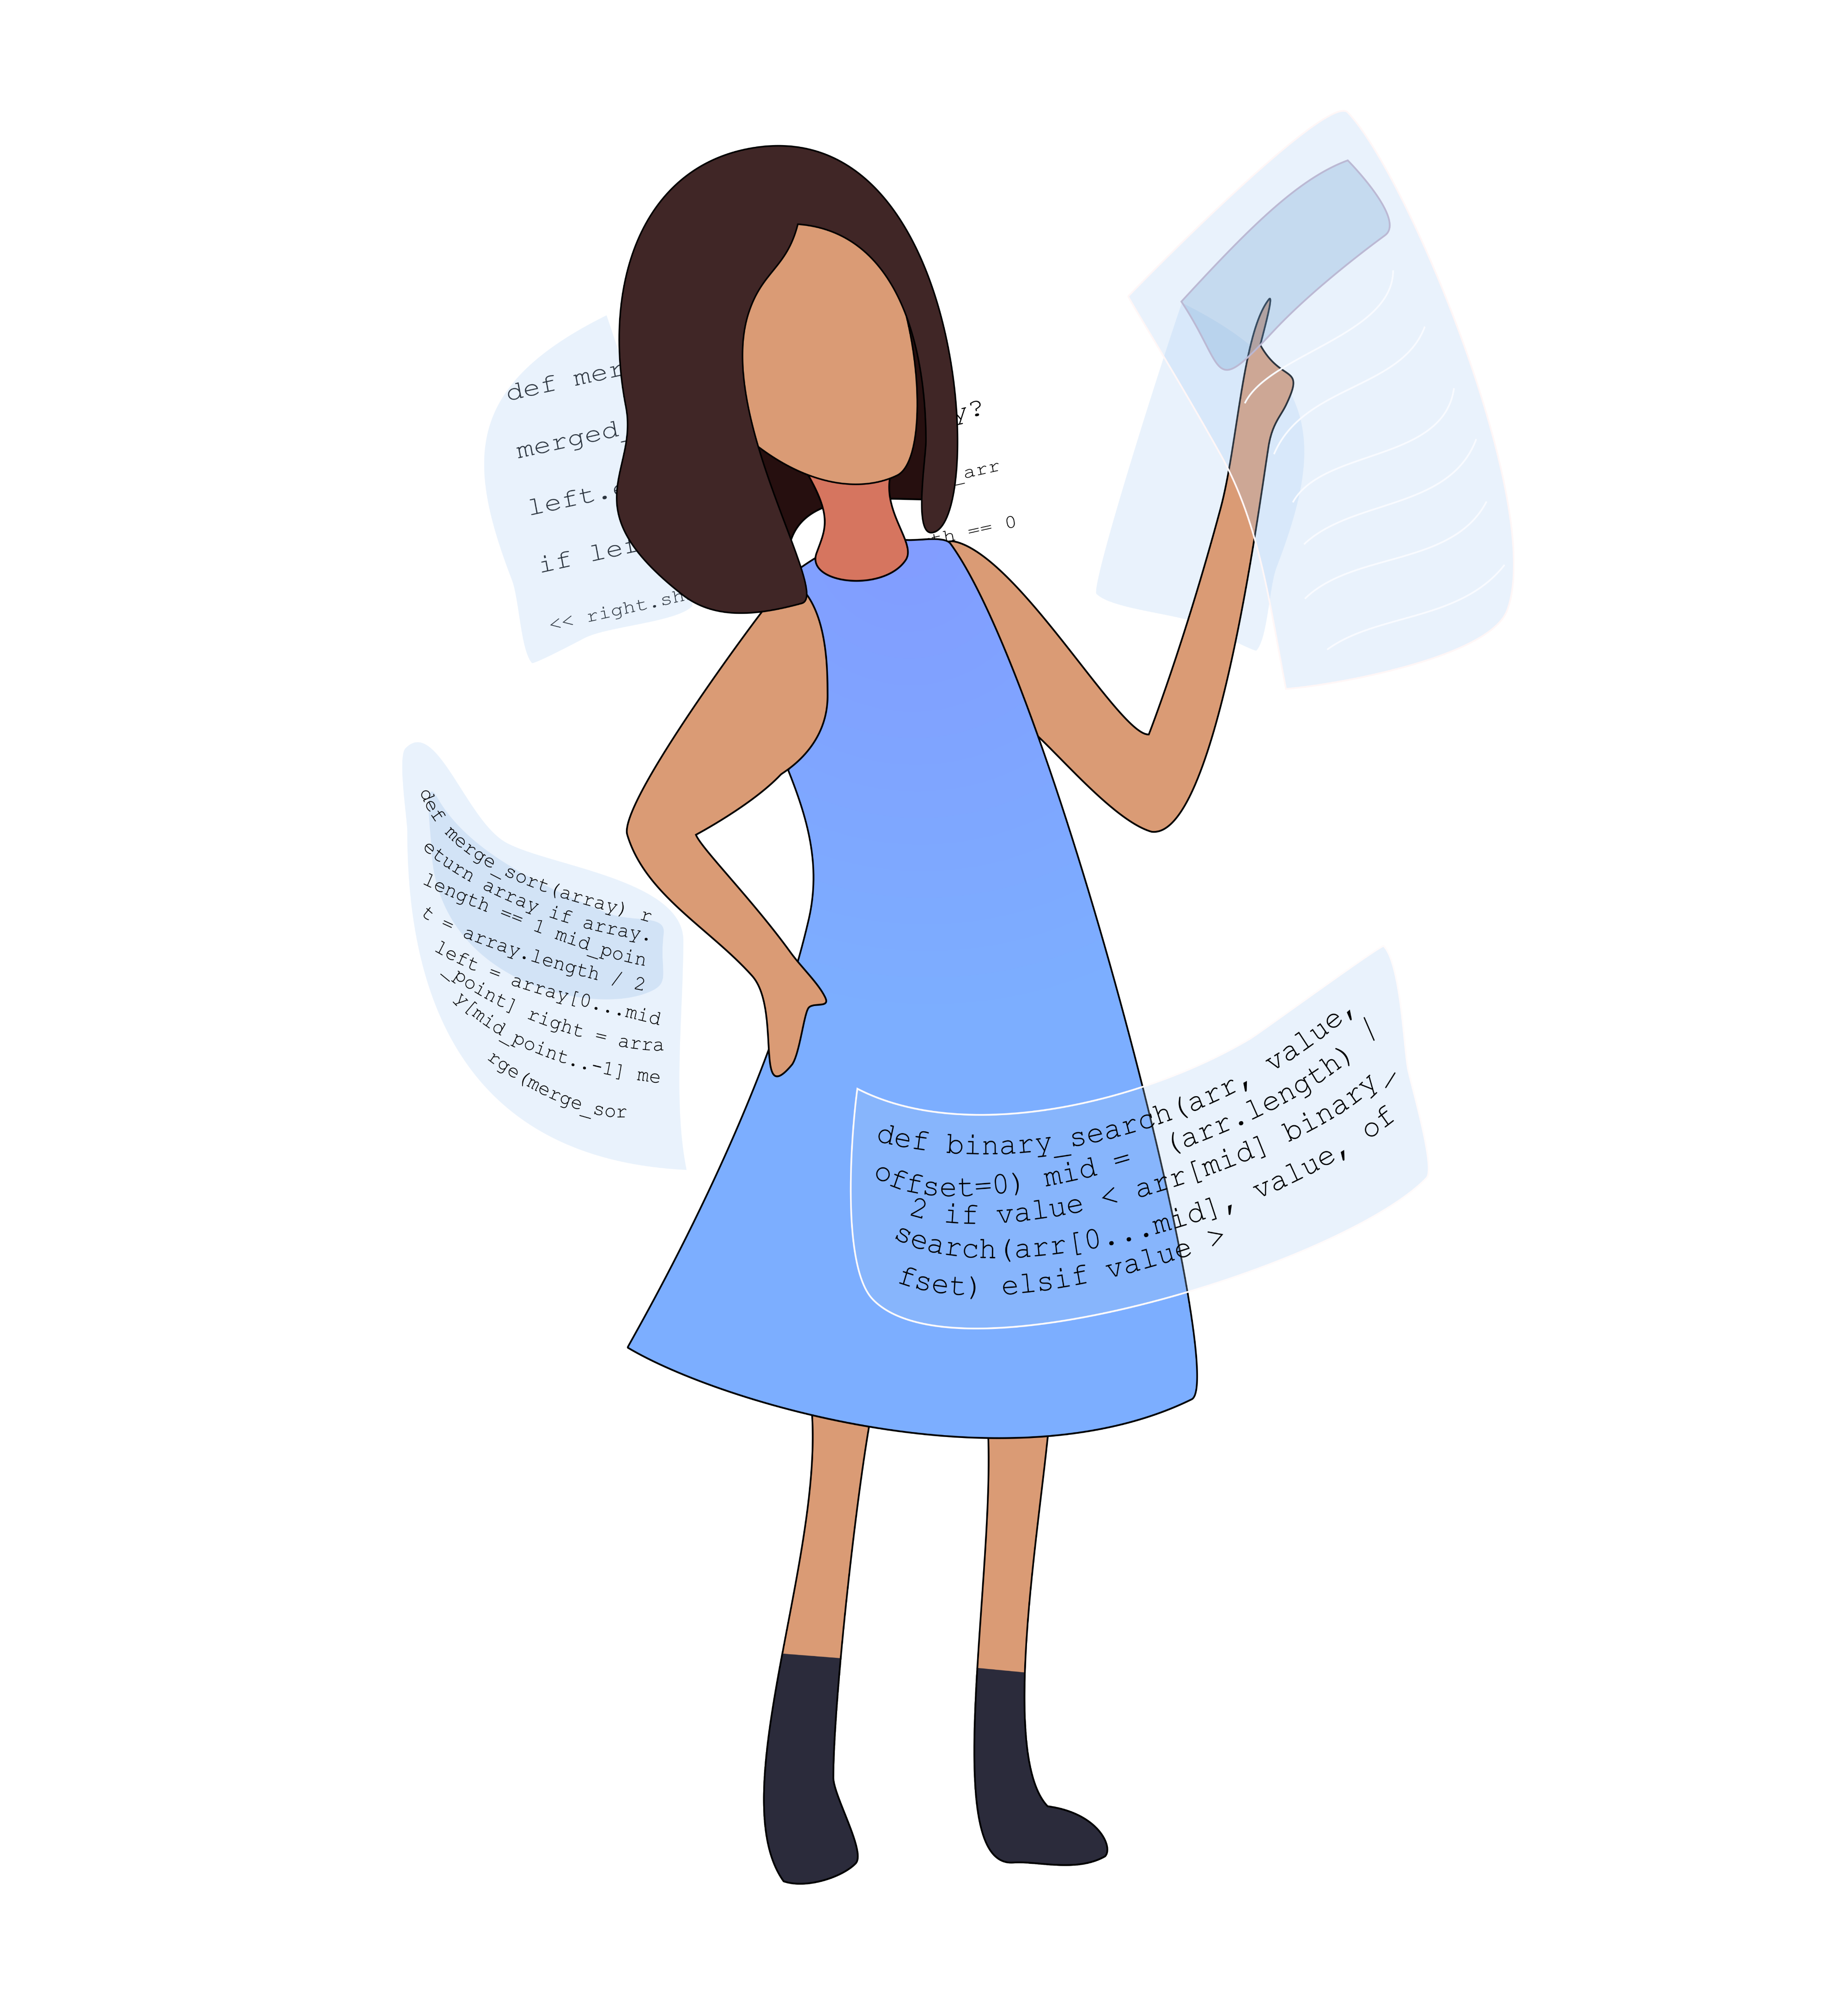 def mer
y?
merged_
_arr
left.
th == 0
if lef
<< right.sh
def merge_sort(array) r
eturn array if array.
length == 1 mid_poin
t = array.length / 2
left = array[0...mid
_point] right = arra
y[mid_point..-1] me
rge(merge_sor
def binary_search(arr, value,
offset=0) mid = (arr.length) |
2 if value < arr[mid] binary_
search(arr[0...mid], value, of
fset) elsif value >